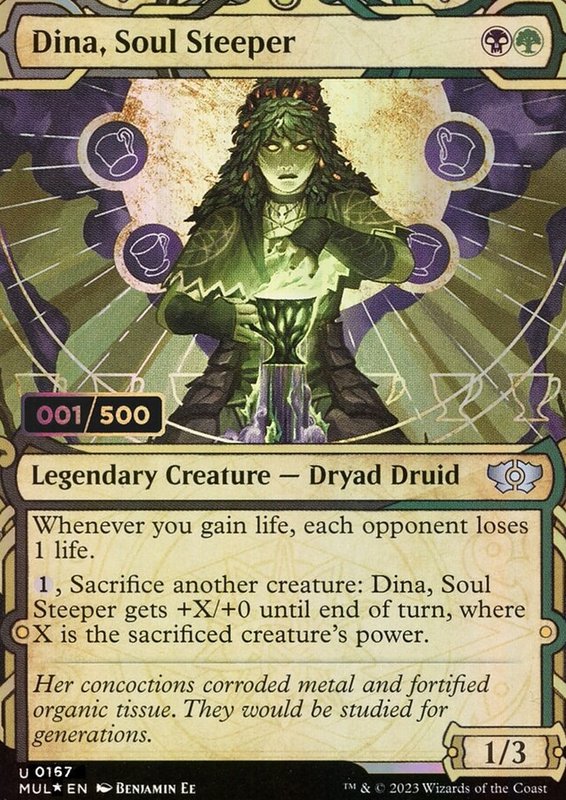 Dina, Soul Steeper
001/500
Legendary Creature — Dryad Druid
Whenever you gain life, each opponent loses
1 life.
1, Sacrifice another creature: Dina, Soul
Steeper gets +X/+0 until end of turn, where
X is the sacrificed creature's power.
Her concoctions corroded metal and fortified
organic tissue. They would be studied for
generations.
1/3
U 0167
MUL★EN Benjamin Ee
™ & © 2023 Wizards of the Coast